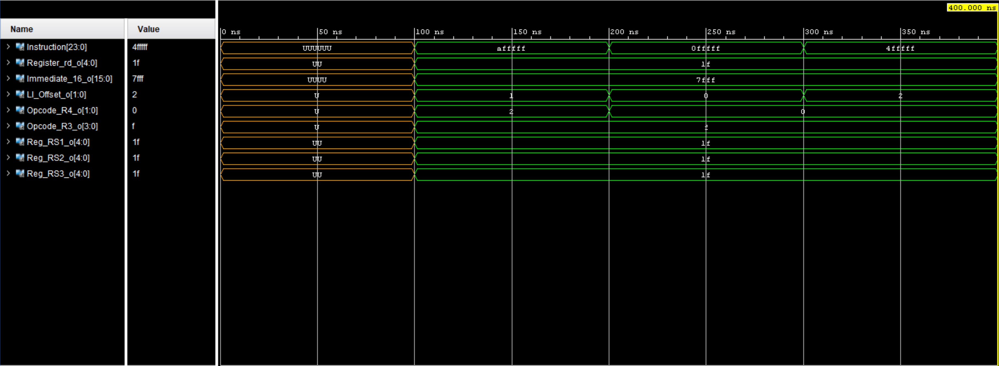 400.000 ns
Name Value
0 ns 50 ns 100 ns 150 ns 200 ns 250 ns 300 ns 350 ns
Instruction[23:0] 4fffff UUUUUU afffff 0fffff 4fffff
Register_rd_o[4:0] 1f UU 1f
Immediate_16_o[15:0] 7fff UUUU 7fff
LI_Offset_o[1:0] 2 U 1 0 2
Opcode_R4_o[1:0] 0 U 2 0
Opcode_R3_o[3:0] f U f
Reg_RS1_o[4:0] 1f UU 1f
Reg_RS2_o[4:0] 1f UU 1f
Reg_RS3_o[4:0] 1f UU 1f